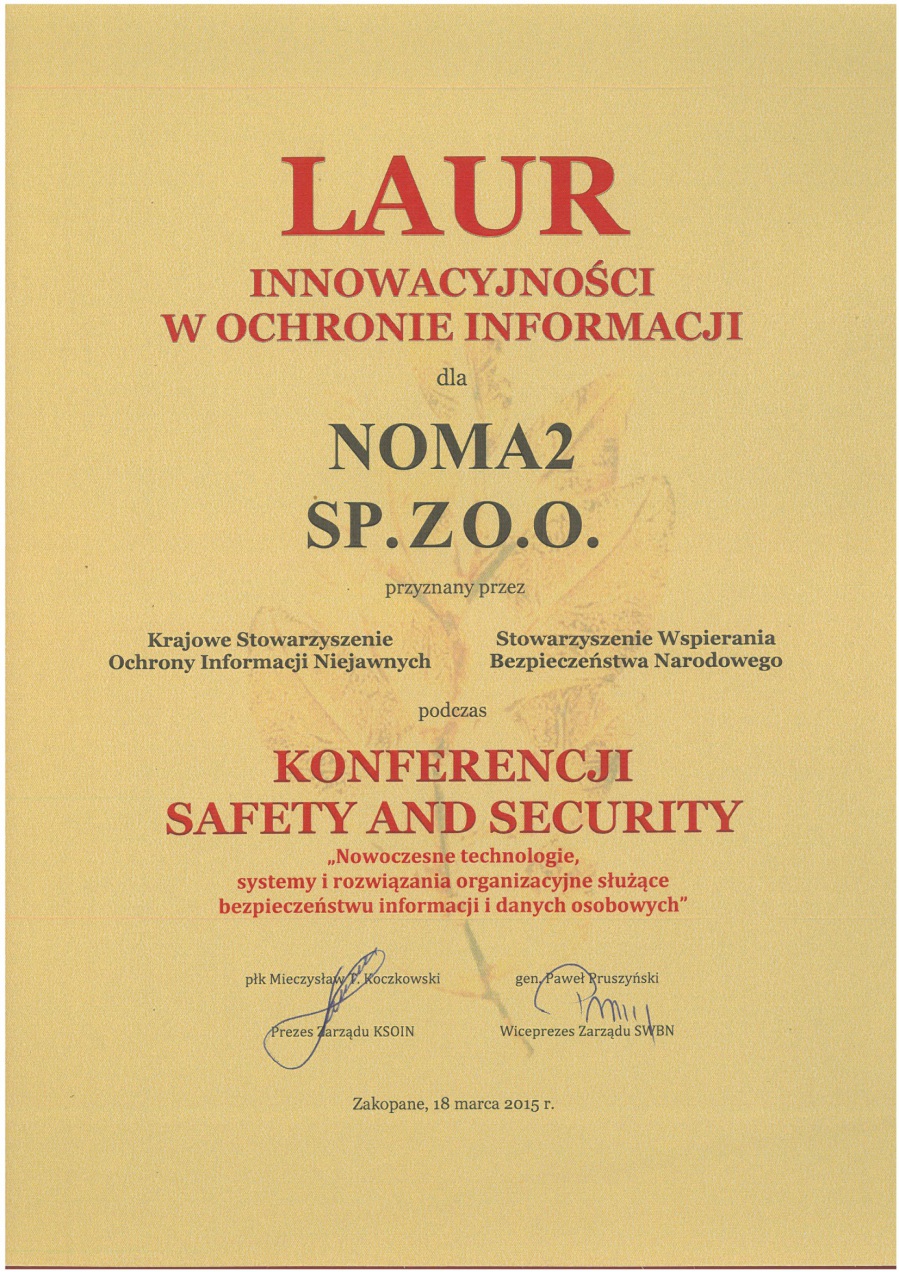 LAUR
INNOWACYJNOŚCI
W OCHRONIE INFORMACJI
dla
NOMA2
SP. Z O.O.
przyznany przez
Krajowe Stowarzyszenie
Ochrony Informacji Niejawnych
Stowarzyszenie Wspierania
Bezpieczeństwa Narodowego
podczas
KONFERENCJI
SAFETY AND SECURITY
„Nowoczesne technologie,
systemy i rozwiązania organizacyjne służące
bezpieczeństwu informacji i danych osobowych”
płk Mieczysław T. Koczkowski
Prezes Zarządu KSOIN
gen. Paweł Pruszyński
Wiceprezes Zarządu SWBN
Zakopane, 18 marca 2015 r.